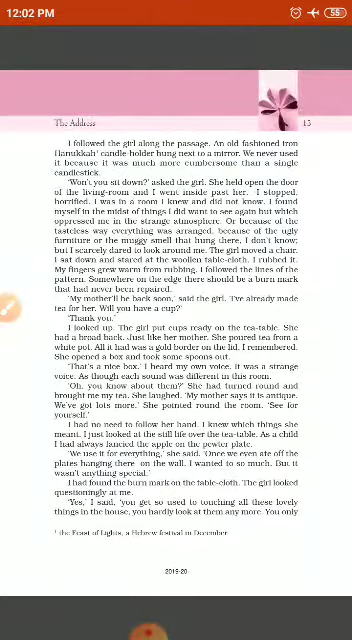 12:02 PM
55
The Address
13
I followed the girl along the passage. An old fashioned iron
Hanukkah¹ candle-holder hung next to a mirror. We never used
it because it was much more cumbersome than a single
candlestick.
‘Won't you sit down?’ asked the girl. She held open the door
of the living-room and I went inside past her. I stopped,
horrified. I was in a room I knew and did not know. I found
myself in the midst of things I did want to see again but which
oppressed me in the strange atmosphere. Or because of the
tasteless way everything was arranged, because of the ugly
furniture or the muggy smell that hung there, I don't know;
but I scarcely dared to look around me. The girl moved a chair.
I sat down and stared at the woollen table-cloth. I rubbed it.
My fingers grew warm from rubbing. I followed the lines of the
pattern. Somewhere on the edge there should be a burn mark
that had never been repaired.
‘My mother'll be back soon,’ said the girl. ‘I've already made
tea for her. Will you have a cup?’
‘Thank you.’
I looked up. The girl put cups ready on the tea-table. She
had a broad back. Just like her mother. She poured tea from a
white pot. All it had was a gold border on the lid, I remembered.
She opened a box and took some spoons out.
‘That's a nice box.’ I heard my own voice. It was a strange
voice. As though each sound was different in this room.
‘Oh, you know about them?’ She had turned round and
brought me my tea. She laughed. ‘My mother says it is antique.
We've got lots more.’ She pointed round the room. ‘See for
yourself.’
I had no need to follow her hand. I knew which things she
meant. I just looked at the still life over the tea-table. As a child
I had always fancied the apple on the pewter plate.
‘We use it for everything,’ she said. ‘Once we even ate off the
plates hanging there on the wall. I wanted to so much. But it
wasn't anything special.’
I had found the burn mark on the table-cloth. The girl looked
questioningly at me.
‘Yes,’ I said, ‘you get so used to touching all these lovely
things in the house, you hardly look at them any more. You only
¹ the Feast of Lights, a Hebrew festival in December
2019-20